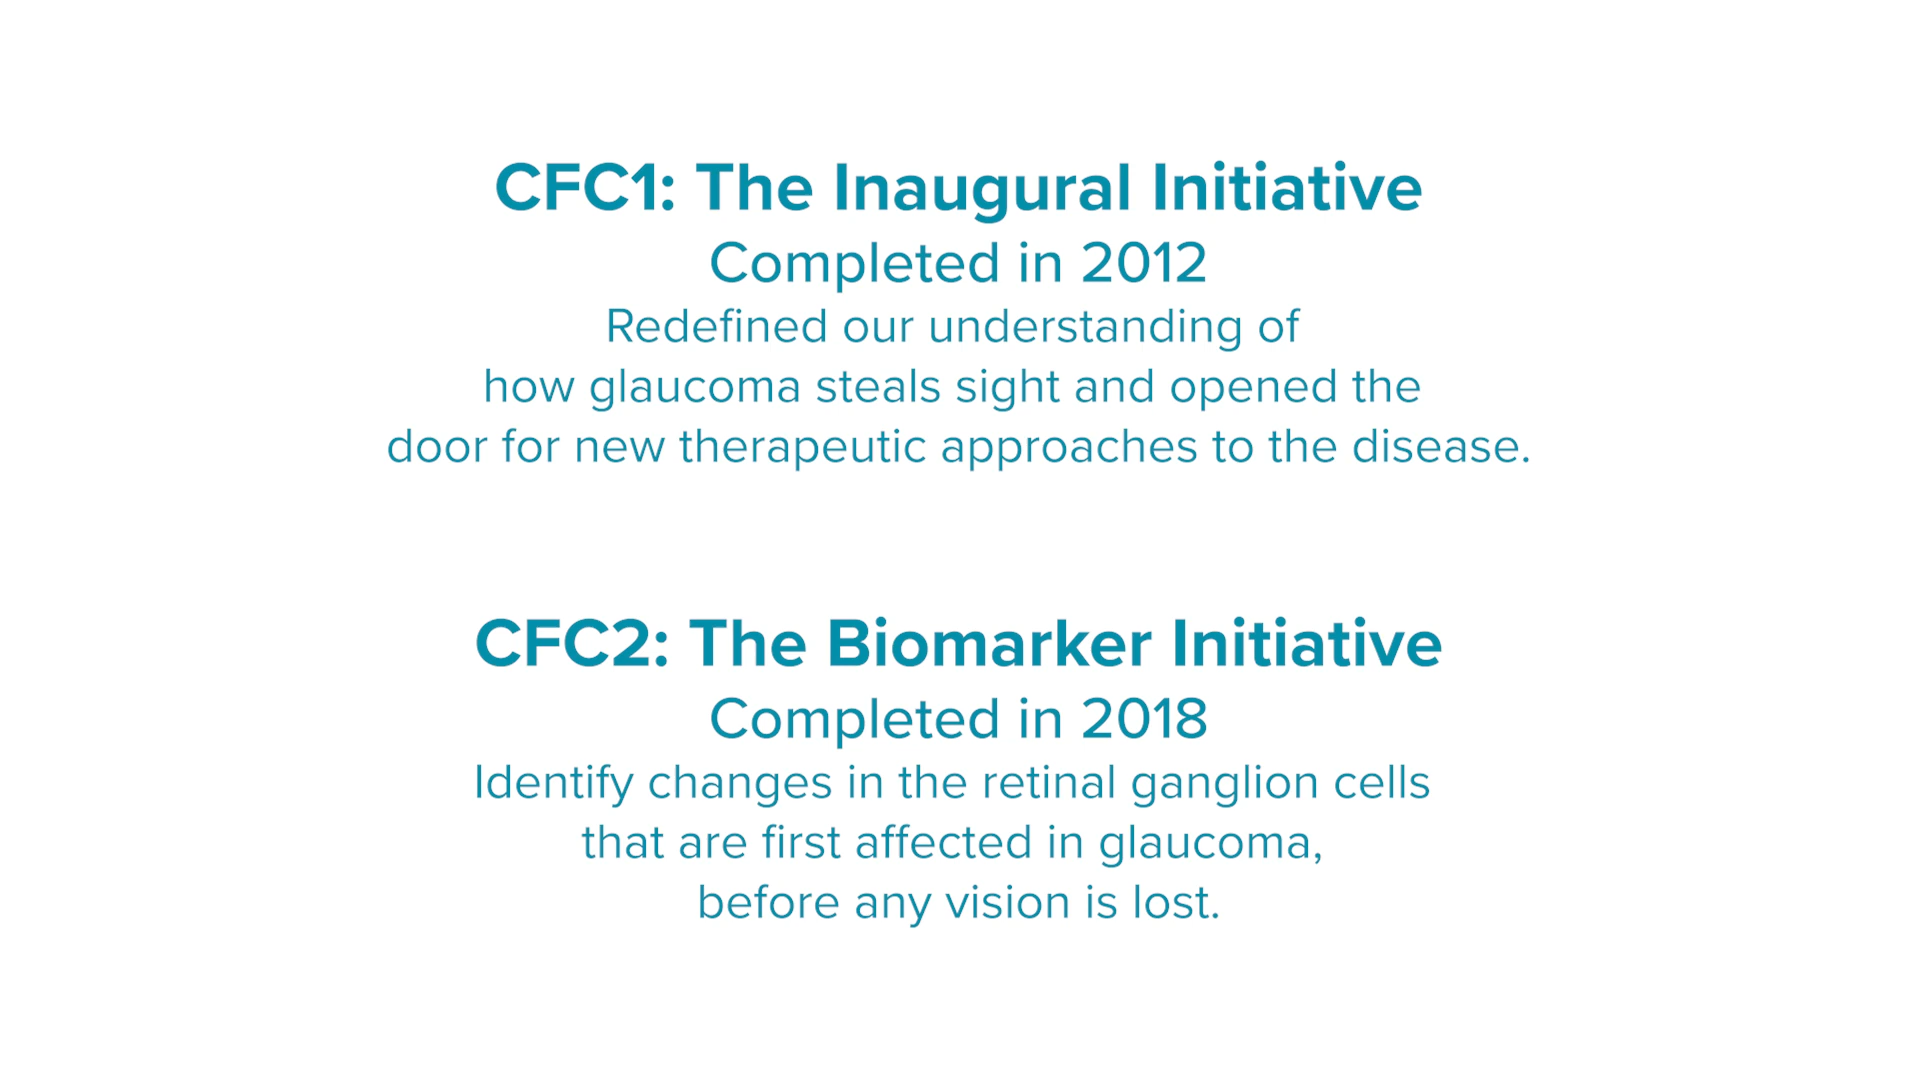 CFC1: The Inaugural Initiative
Completed in 2012
Redefined our understanding of
how glaucoma steals sight and opened the
door for new therapeutic approaches to the disease.
CFC2: The Biomarker Initiative
Completed in 2018
Identify changes in the retinal ganglion cells
that are first affected in glaucoma,
before any vision is lost.